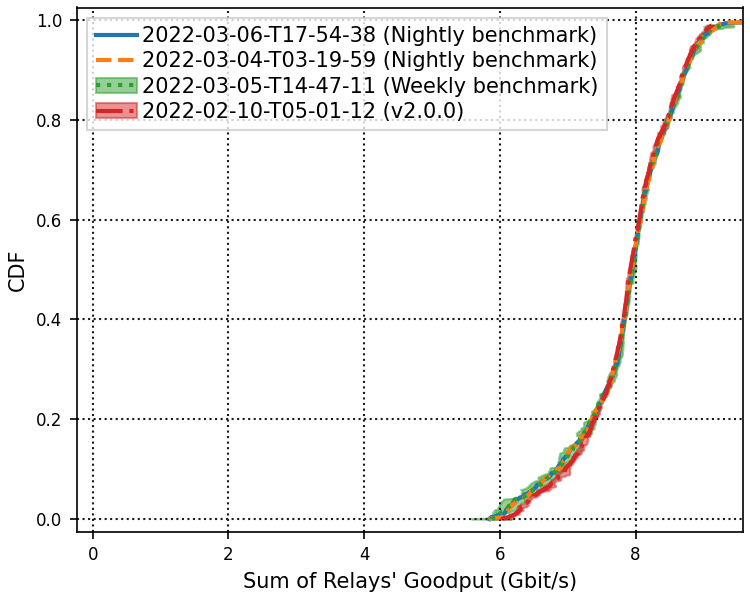 1.0
2022-03-06-T17-54-38 (Nightly benchmark)
2022-03-04-T03-19-59 (Nightly benchmark)
2022-03-05-T14-47-11 (Weekly benchmark)
2022-02-10-T05-01-12 (v2.0.0)
0.8
0.6
CDF
0.4
0.2
0.0
0 2 4 6 8
Sum of Relays' Goodput (Gbit/s)